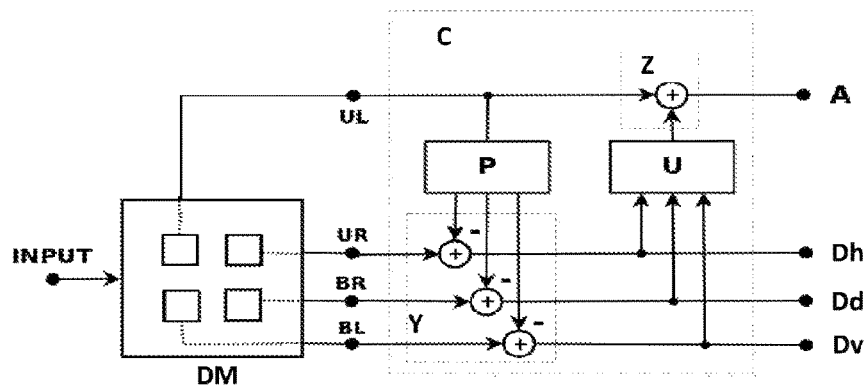 C
Z
+
A
UL
P
U
-
UR
+
Dh
INPUT
-
BR
+
Dd
Y
-
BL
+
Dv
DM